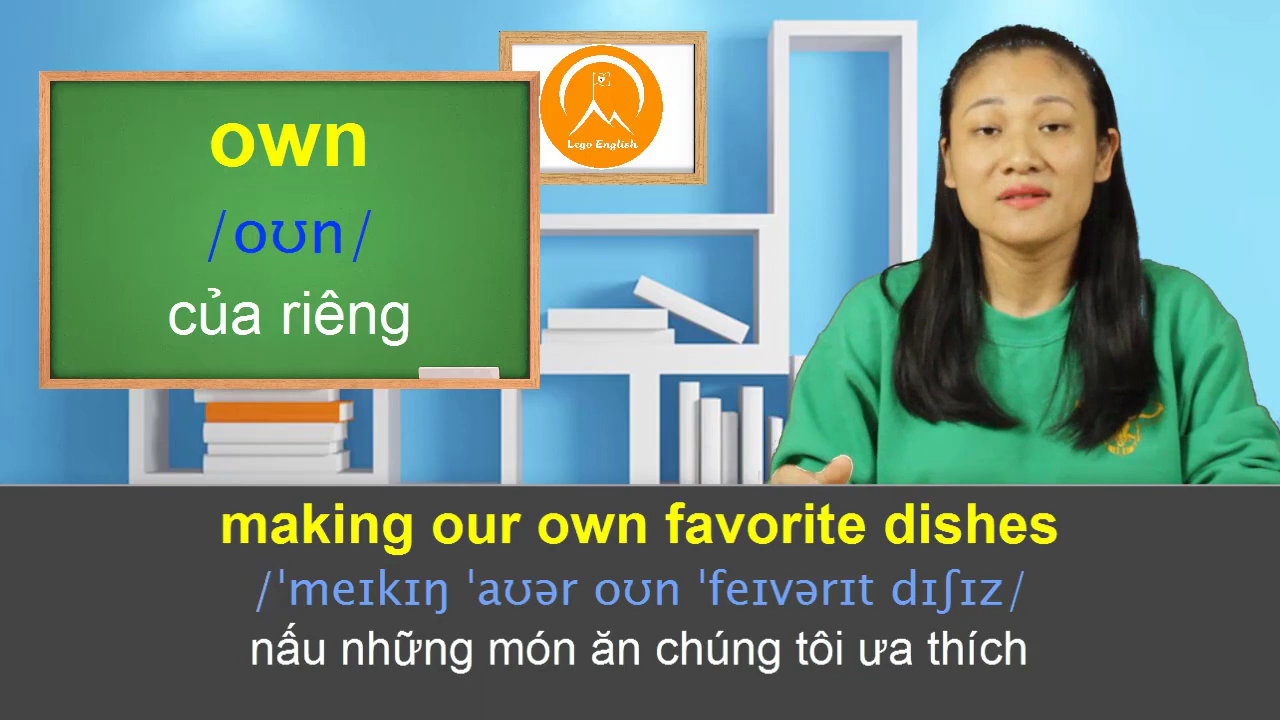 own
/oʊn/
của riêng
Lego English
making our own favorite dishes
/ˈmeɪkɪŋ ˈaʊər oʊn ˈfeɪvərɪt dɪʃɪz/
nấu những món ăn chúng tôi ưa thích